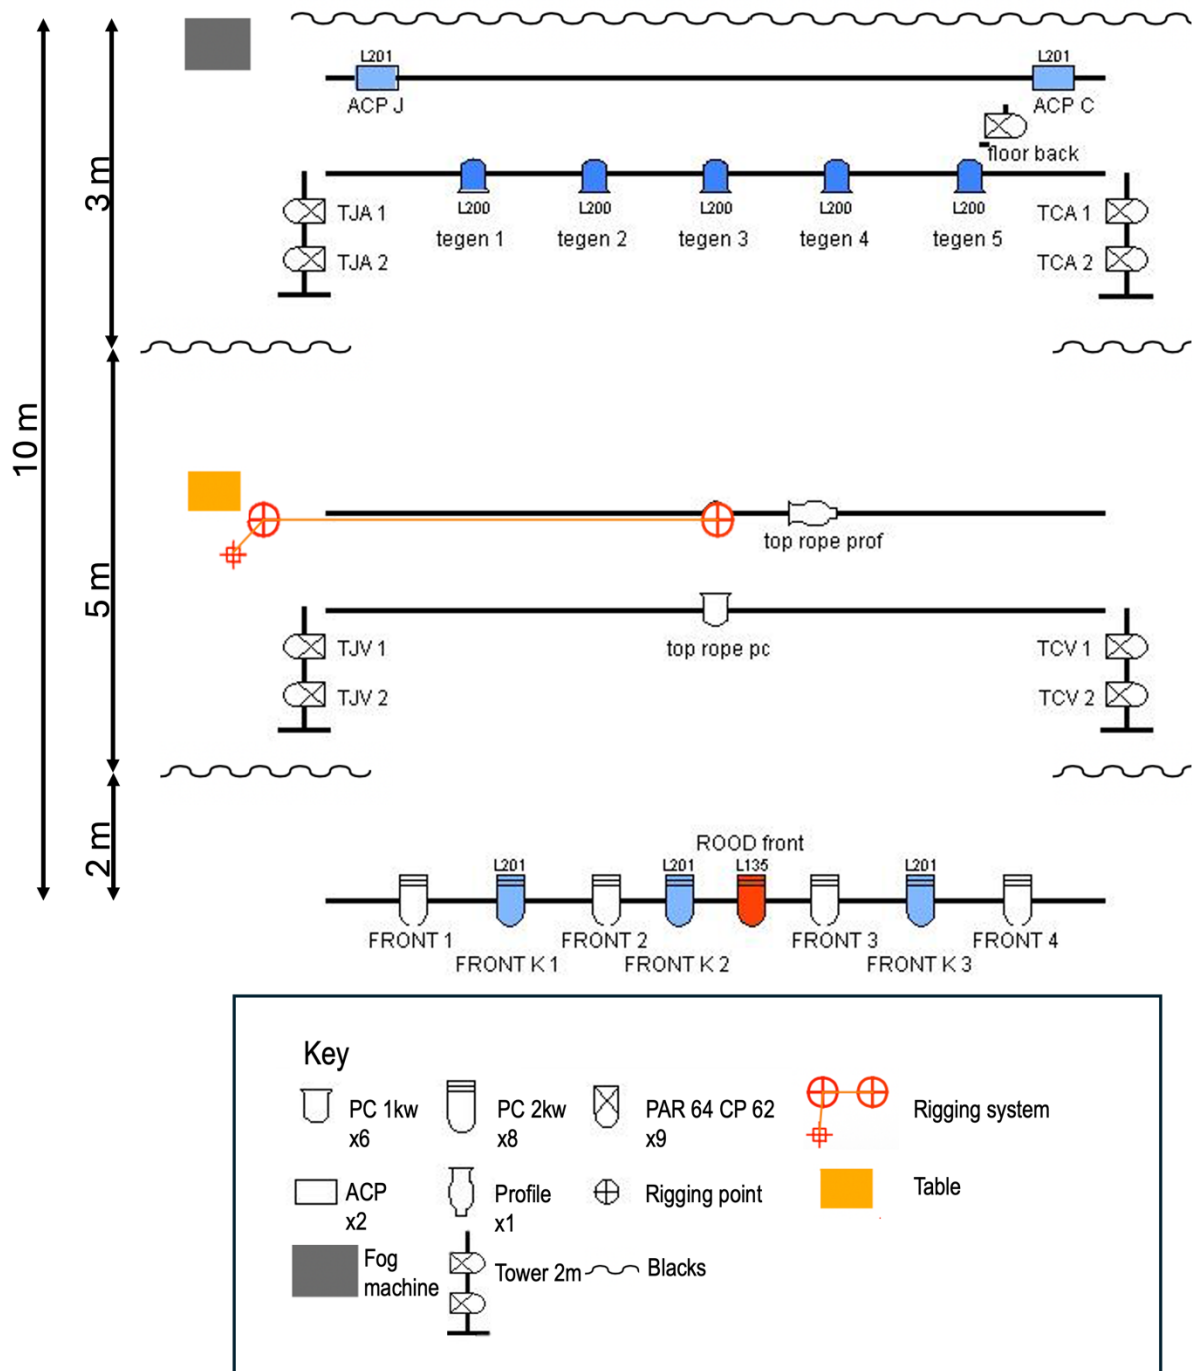 L201
L201
ACP J
ACP C
floor back
3 m
TJA 1
L200
L200
L200
L200
L200
TCA 1
tegen 1
tegen 2
tegen 3
tegen 4
tegen 5
TJA 2
TCA 2
10 m
5 m
top rope prof
TJV 1
top rope pc
TCV 1
TJV 2
TCV 2
2 m
ROOD front
L201
L201
L135
L201
FRONT 1
FRONT 2
FRONT 3
FRONT 4
FRONT K 1
FRONT K 2
FRONT K 3
Key
PC 1kw
x6
PC 2kw
x8
PAR 64 CP 62
x9
Rigging system
ACP
x2
Profile
x1
Rigging point
Table
Fog
machine
Tower 2m
Blacks